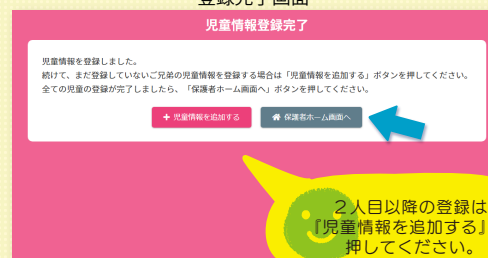 登録完了画面
児童情報登録完了
児童情報を登録しました。
続けて、まだ登録していないご兄弟の児童情報を登録する場合は「児童情報を追加する」ボタンを押してください。
全ての児童の登録が完了しましたら、「保護者ホーム画面へ」ボタンを押してください。
+ 児童情報を追加する
保護者ホーム画面へ
２人目以降の登録は
『児童情報を追加する』
押してください。